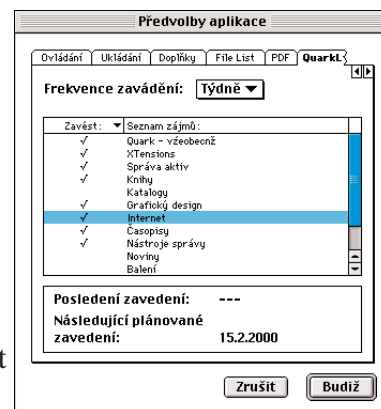 Předvolby aplikace
Ovládání Ukládání Doplňky File List PDF QuarkL
Frekvence zavádění: Týdně
Zavést: Seznam zájmů:
✓ Quark - vźeobecnž
✓ XTensions
✓ Správa aktiv
✓ Knihy
Katalogy
✓ Grafický design
✓ Internet
✓ Časopisy
✓ Nástroje správy
Noviny
Balení
Posledení zavedení: ---
Následující plánované
zavedení: 15.2.2000
t
Zrušit Budiž